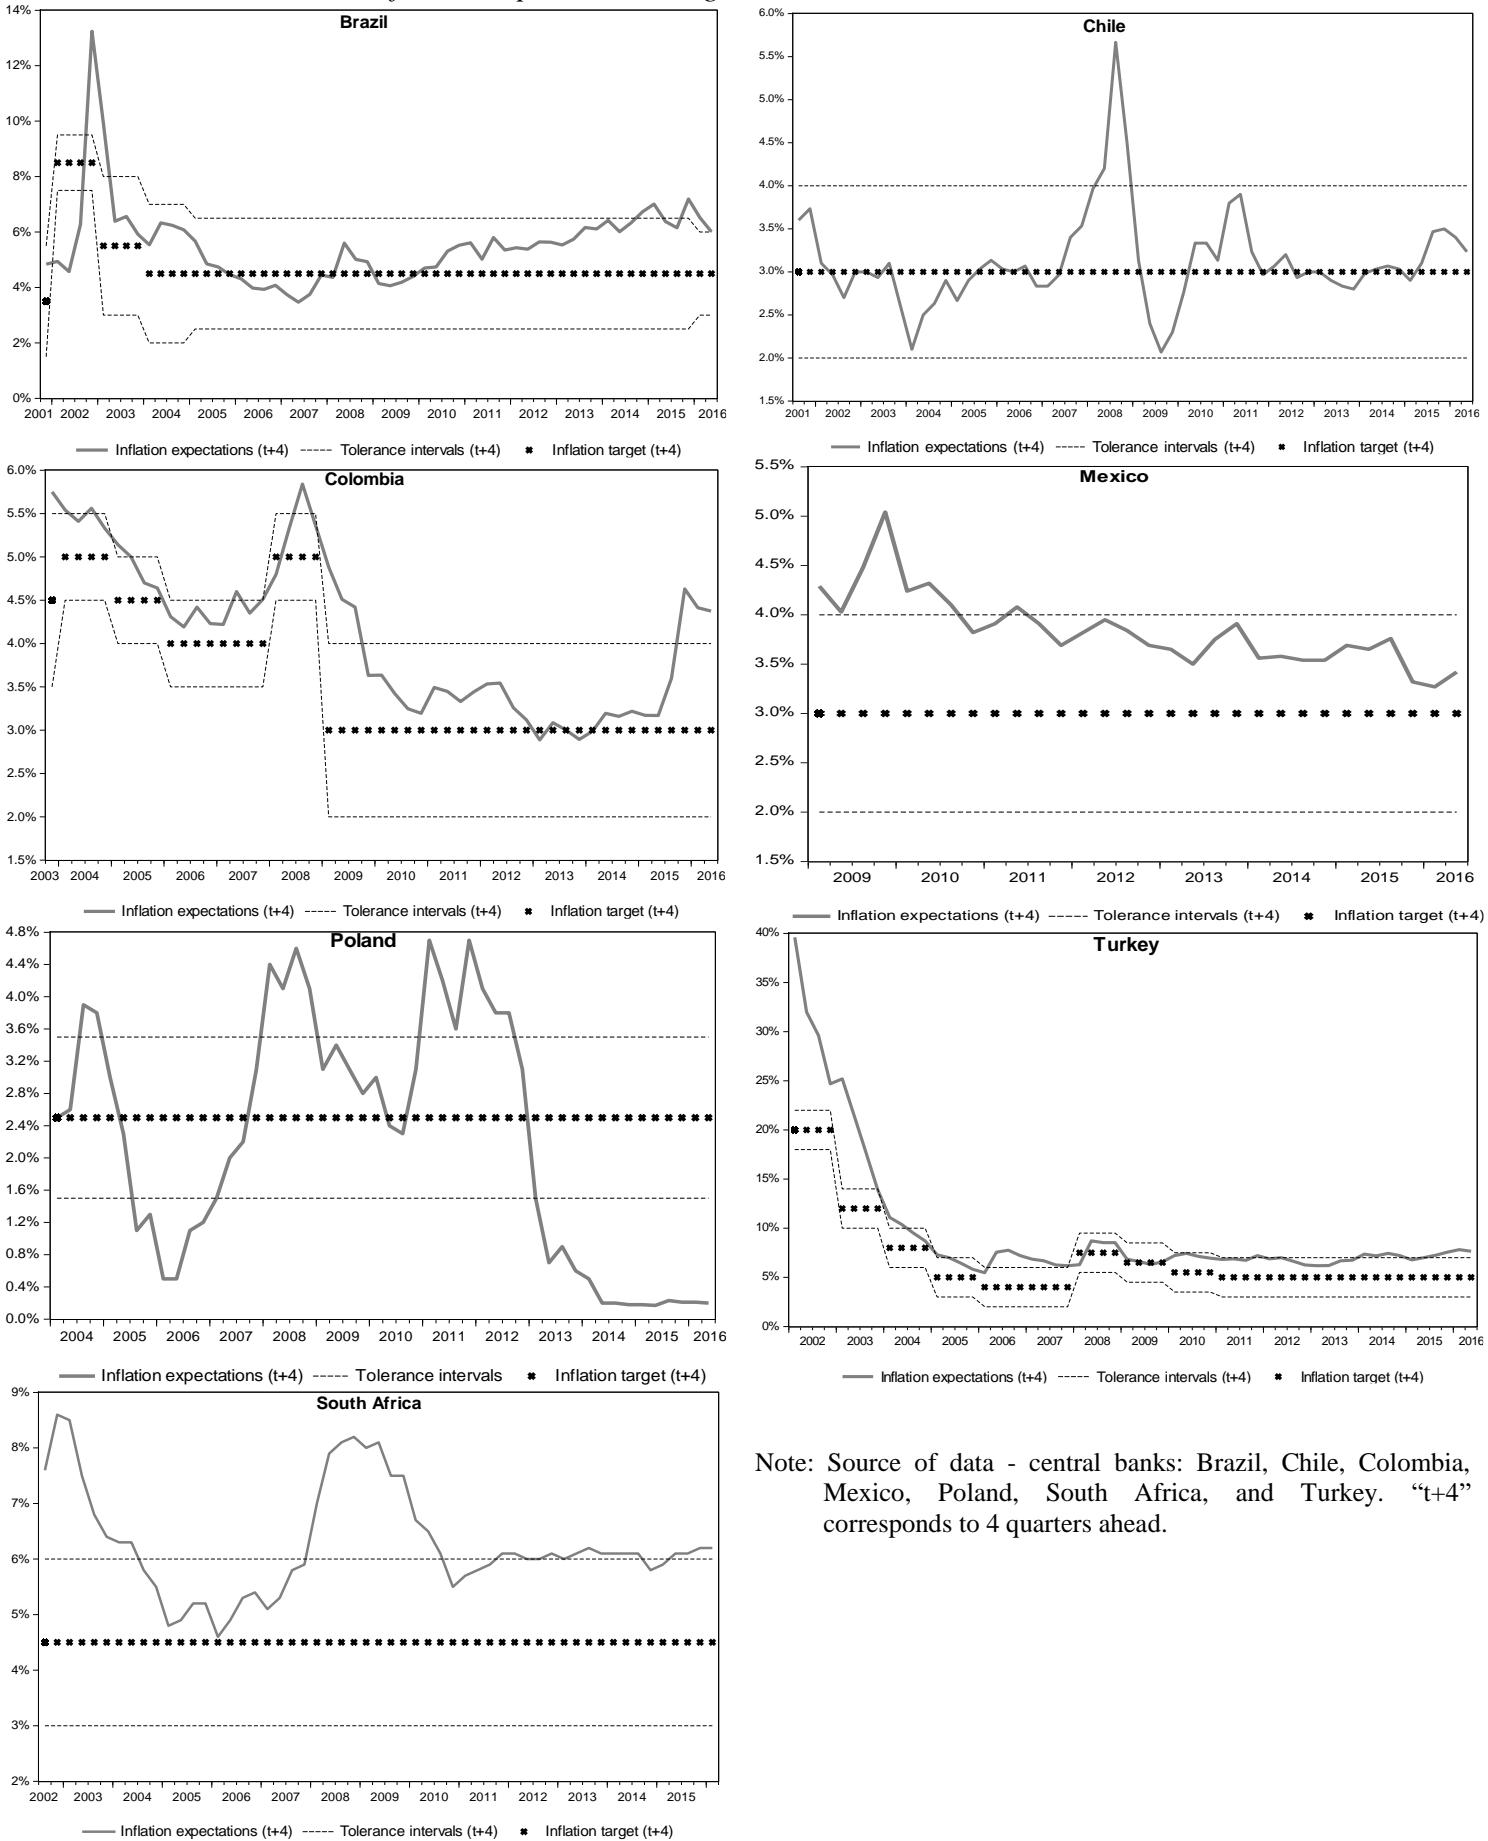 Brazil
14%
12%
10%
8%
6%
4%
2%
0%
2001 2002 2003 2004 2005 2006 2007 2008 2009 2010 2011 2012 2013 2014 2015 2016
Inflation expectations (t+4) Tolerance intervals (t+4) Inflation target (t+4)
Chile
6.0%
5.5%
5.0%
4.5%
4.0%
3.5%
3.0%
2.5%
2.0%
1.5%
2001 2002 2003 2004 2005 2006 2007 2008 2009 2010 2011 2012 2013 2014 2015 2016
Inflation expectations (t+4) Tolerance intervals (t+4) Inflation target (t+4)
Colombia
6.0%
5.5%
5.0%
4.5%
4.0%
3.5%
3.0%
2.5%
2.0%
1.5%
2003 2004 2005 2006 2007 2008 2009 2010 2011 2012 2013 2014 2015 2016
Inflation expectations (t+4) Tolerance intervals (t+4) Inflation target (t+4)
Mexico
5.5%
5.0%
4.5%
4.0%
3.5%
3.0%
2.5%
2.0%
1.5%
2009 2010 2011 2012 2013 2014 2015 2016
Inflation expectations (t+4) Tolerance intervals (t+4) Inflation target (t+4)
Poland
4.8%
4.4%
4.0%
3.6%
3.2%
2.8%
2.4%
2.0%
1.6%
1.2%
0.8%
0.4%
0.0%
2004 2005 2006 2007 2008 2009 2010 2011 2012 2013 2014 2015 2016
Inflation expectations (t+4) Tolerance intervals Inflation target (t+4)
Turkey
40%
35%
30%
25%
20%
15%
10%
5%
0%
2002 2003 2004 2005 2006 2007 2008 2009 2010 2011 2012 2013 2014 2015 2016
Inflation expectations (t+4) Tolerance intervals (t+4) Inflation target (t+4)
South Africa
9%
8%
7%
6%
5%
4%
3%
2%
2002 2003 2004 2005 2006 2007 2008 2009 2010 2011 2012 2013 2014 2015
Inflation expectations (t+4) Tolerance intervals (t+4) Inflation target (t+4)
Note: Source of data - central banks: Brazil, Chile, Colombia,
Mexico, Poland, South Africa, and Turkey. “t+4”
corresponds to 4 quarters ahead.